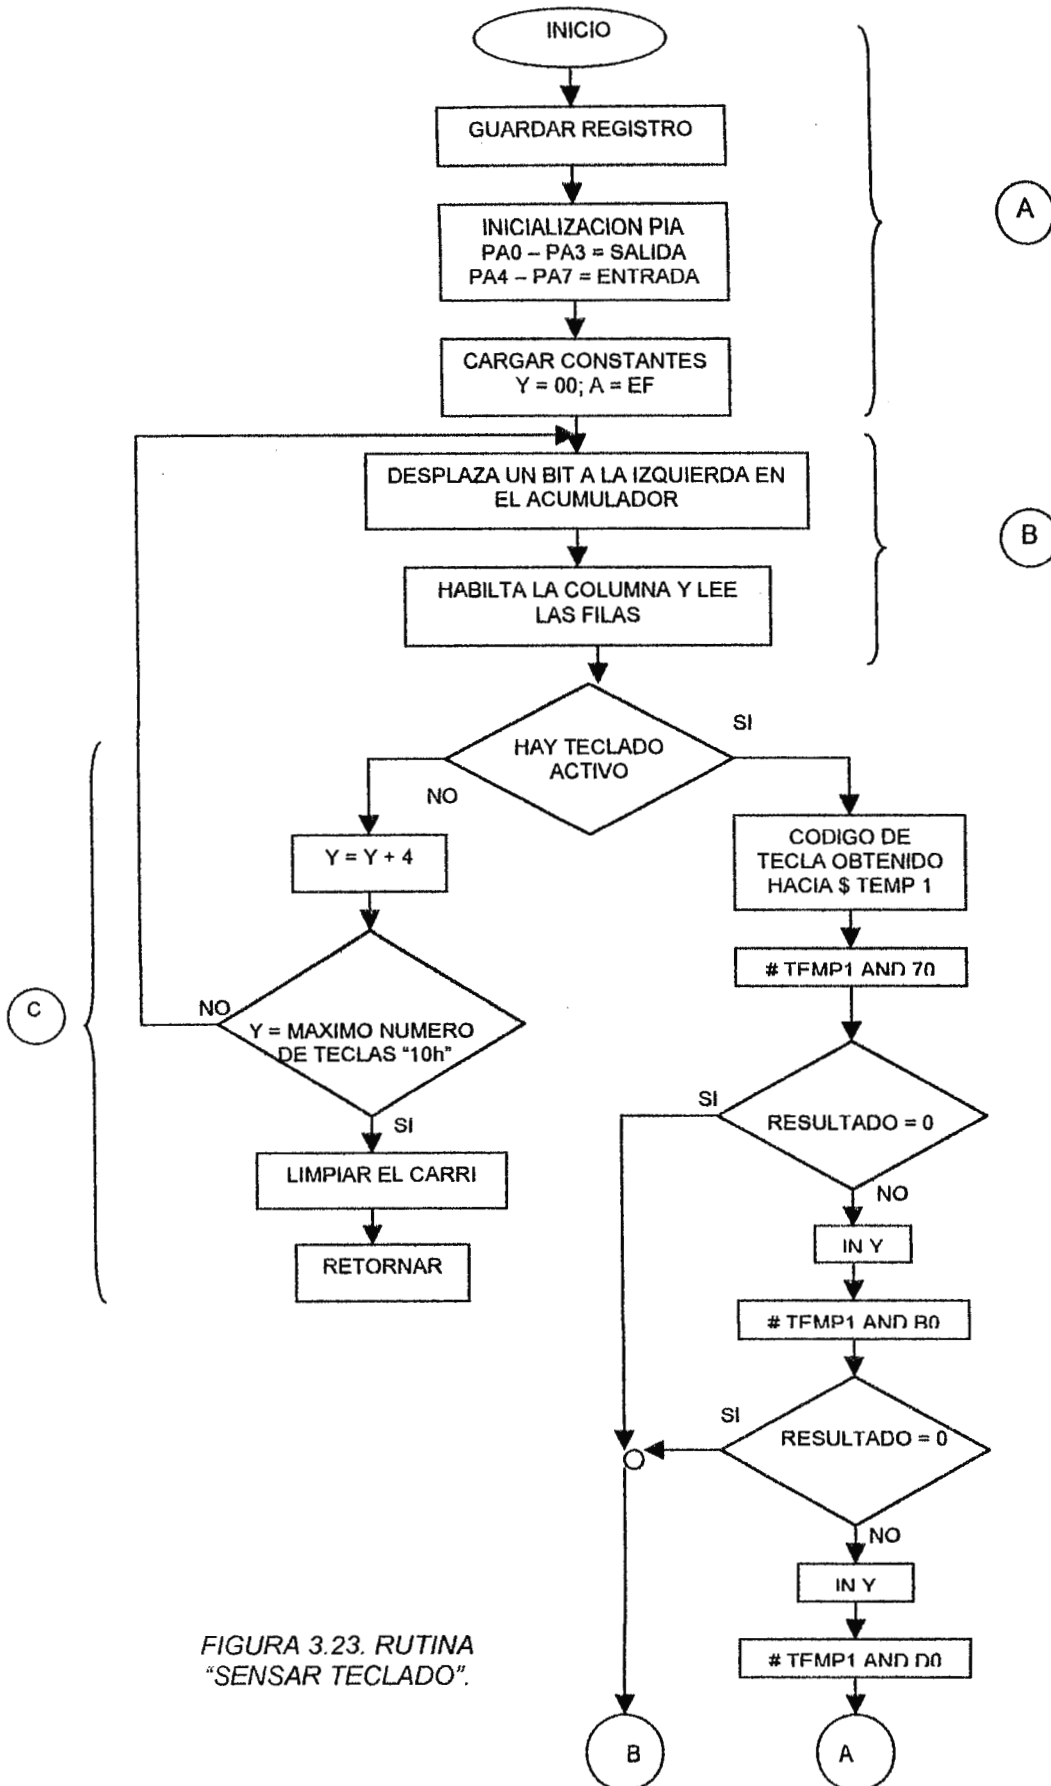 INICIO
GUARDAR REGISTRO
A
INICIALIZACION PIA
PA0 – PA3 = SALIDA
PA4 – PA7 = ENTRADA
CARGAR CONSTANTES
Y = 00; A = EF
DESPLAZA UN BIT A LA IZQUIERDA EN
EL ACUMULADOR
B
HABILTA LA COLUMNA Y LEE
LAS FILAS
SI
HAY TECLADO
ACTIVO
NO
Y = Y + 4
CODIGO DE
TECLA OBTENIDO
HACIA $ TEMP 1
# TEMP1 AND 70
C
NO
Y = MAXIMO NUMERO
DE TECLAS “10h”
SI
LIMPIAR EL CARRI
RETORNAR
SI
RESULTADO = 0
NO
IN Y
# TEMP1 AND B0
SI
RESULTADO = 0
NO
IN Y
# TEMP1 AND D0
FIGURA 3.23. RUTINA
“SENSAR TECLADO”.
B
A